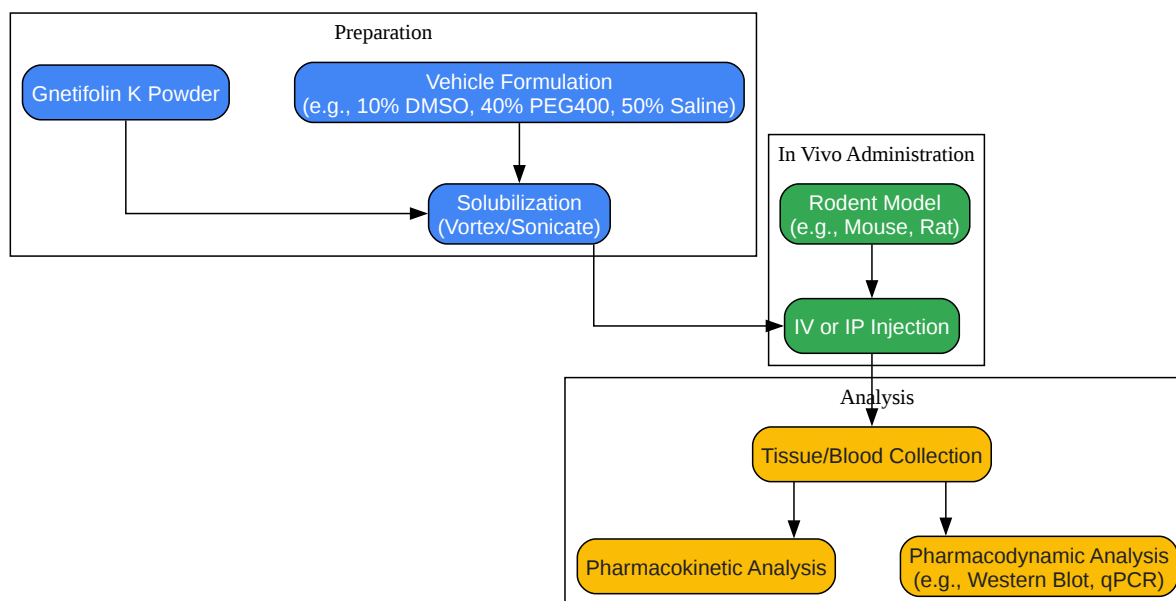 Preparation
Gnetifolin K Powder
Vehicle Formulation
(e.g., 10% DMSO, 40% PEG400, 50% Saline)
Solubilization
(Vortex/Sonicate)
In Vivo Administration
Rodent Model
(e.g., Mouse, Rat)
IV or IP Injection
Analysis
Tissue/Blood Collection
Pharmacokinetic Analysis
Pharmacodynamic Analysis
(e.g., Western Blot, qPCR)